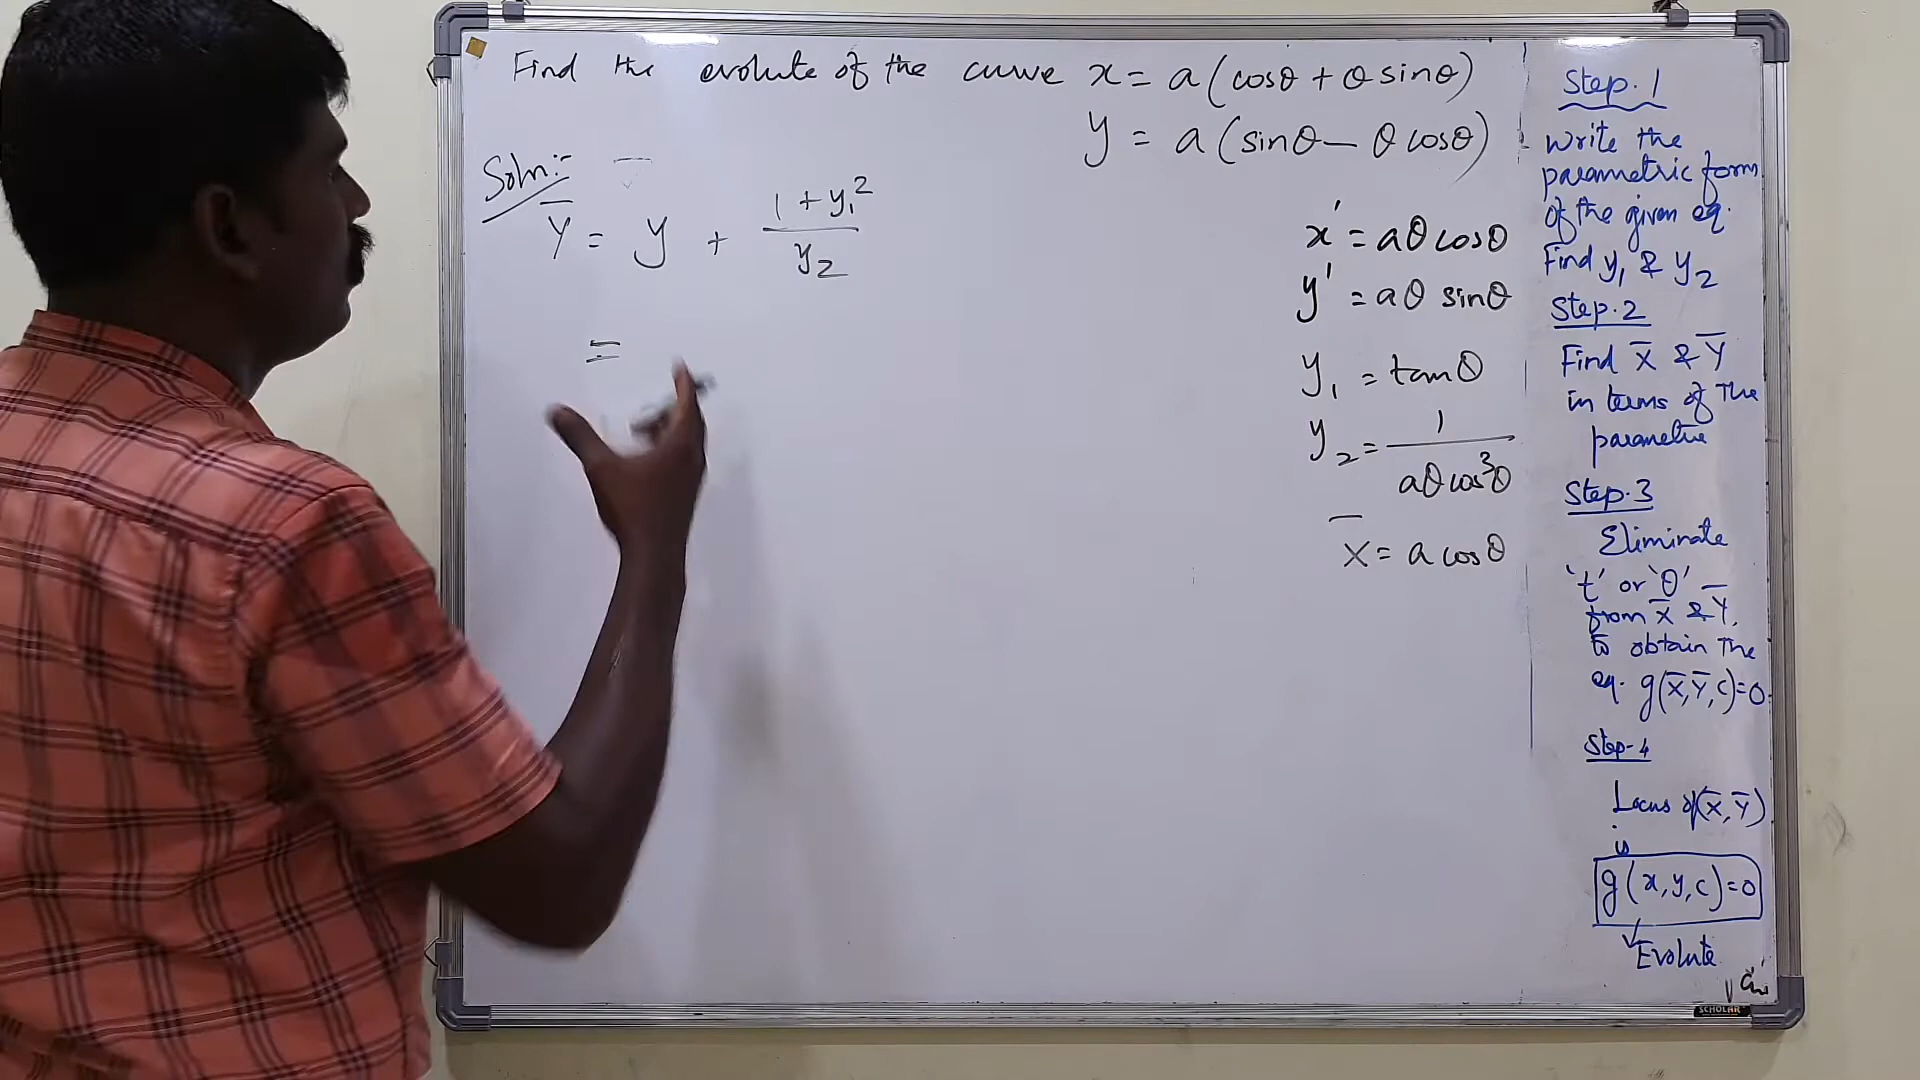 Find the evolute of the curve x = a(cosθ + θ sinθ)
y = a(sinθ – θ cosθ)
Soln:-
Y̅ = y + (1 + y₁²)/y₂
=
x' = aθ cosθ
y' = aθ sinθ
y₁ = tanθ
y₂ = 1/(aθ cos³θ)
X̅ = a cosθ
Step.1
Write the
parametric form
of the given eq.
Find y₁ & y₂
Step.2
Find X̅ & Y̅
in terms of The
Step.3
Eliminate
't' or 'θ'
from X̅ & Y̅,
to obtain The
eq. g(X̅,Y̅,c)=0.
Step-4
Locus of (X̅,Y̅)
is
g(x,y,c)=0
Evolute
SCHOLAR